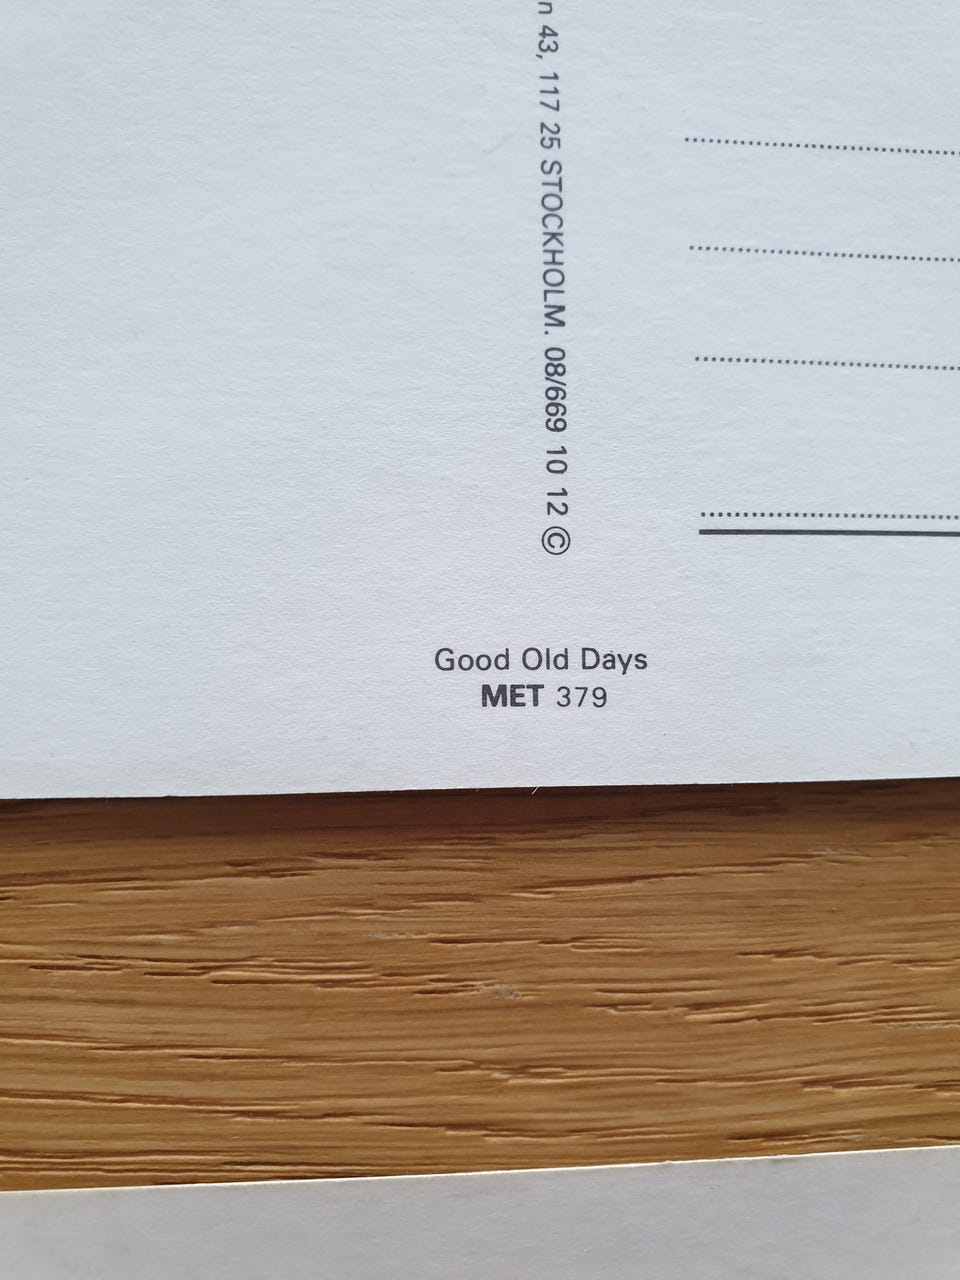 n 43, 117 25 STOCKHOLM. 08/669 10 12 ©
Good Old Days
MET 379